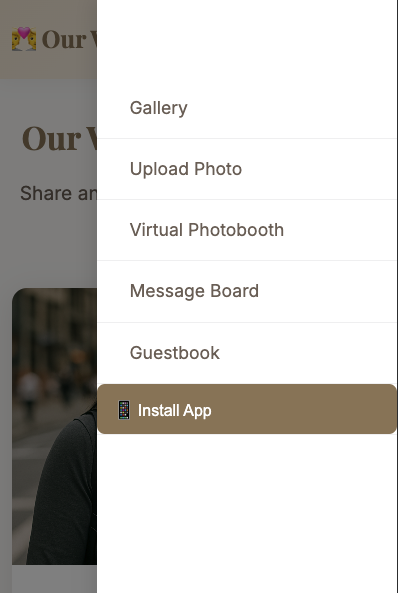 Our W
Our W
Share an
Gallery
Upload Photo
Virtual Photobooth
Message Board
Guestbook
Install App